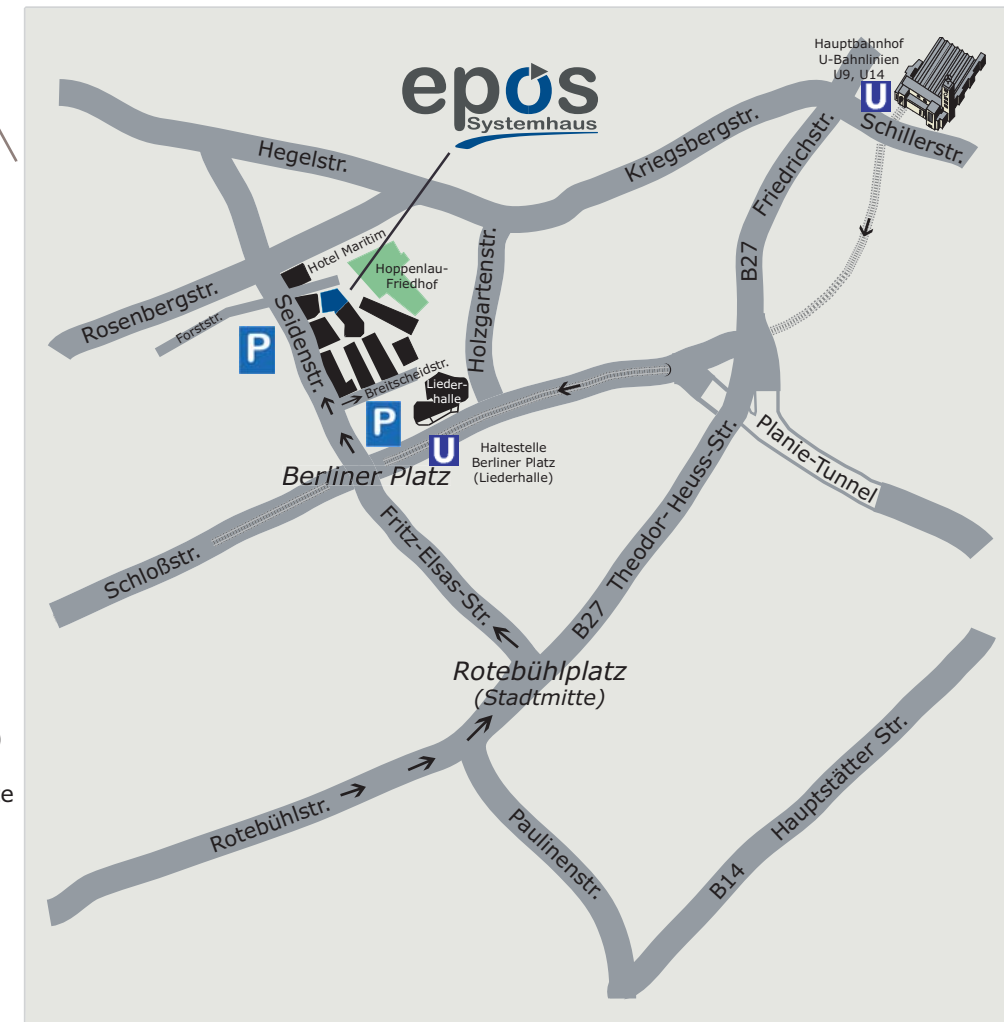 Hauptbahnhof
U-Bahnlinien
U9, U14
U
epos
Systemhaus
Schillerstr.
Kriegsbergstr.
Friedrichstr.
Hegelstr.
B27
Hotel Maritim
Hoppenlau-
Friedhof
Holzgartenstr.
Rosenbergstr.
Forststr.
Seidenstr.
P
Breitscheidstr.
Lieder-
halle
P
U
Haltestelle
Berliner Platz
(Liederhalle)
Berliner Platz
Planie-Tunnel
Schloßstr.
Fritz-Elsas-Str.
B27 Theodor- Heuss-Str.
Rotebühlplatz
(Stadtmitte)
Rotebühlstr.
Paulinenstr.
B14 Hauptstätter Str.
)
e